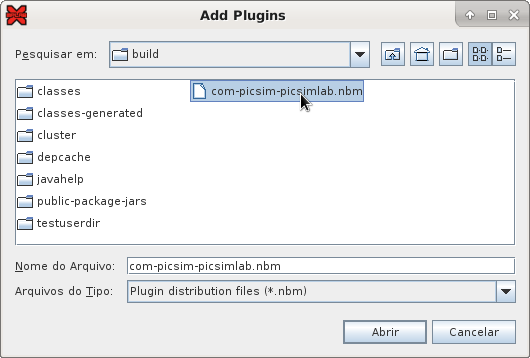 Add Plugins
Pesquisar em: build
classes
com-picsim-picsimlab.nbm
classes-generated
cluster
depcache
javahelp
public-package-jars
testuserdir
Nome do Arquivo: com-picsim-picsimlab.nbm
Arquivos do Tipo: Plugin distribution files (*.nbm)
Abrir Cancelar